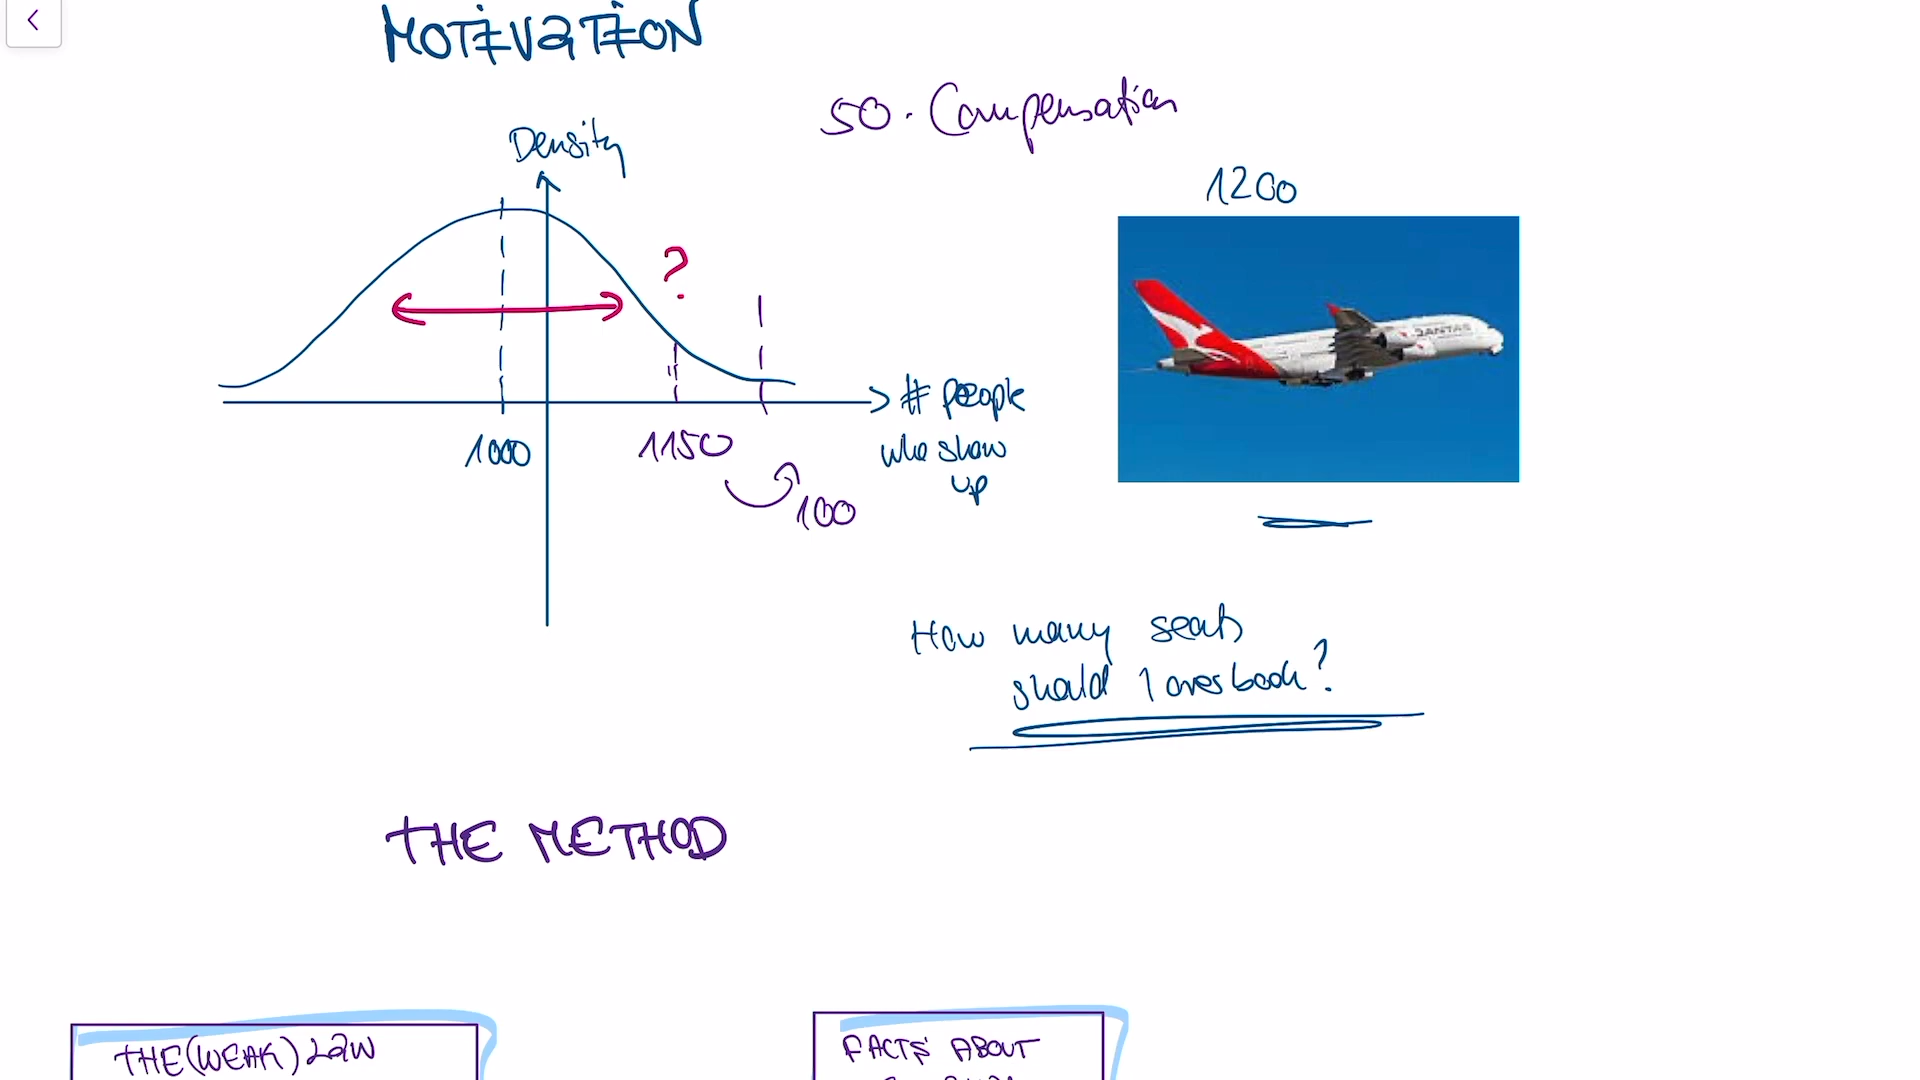 MOTIVATION
50 · Compensation
Density
1200
?
QANTAS
# people
who show
up
1000
1150
100
How many seats
should I overbook?
THE METHOD
THE (WEAK) LAW
FACTS ABOUT